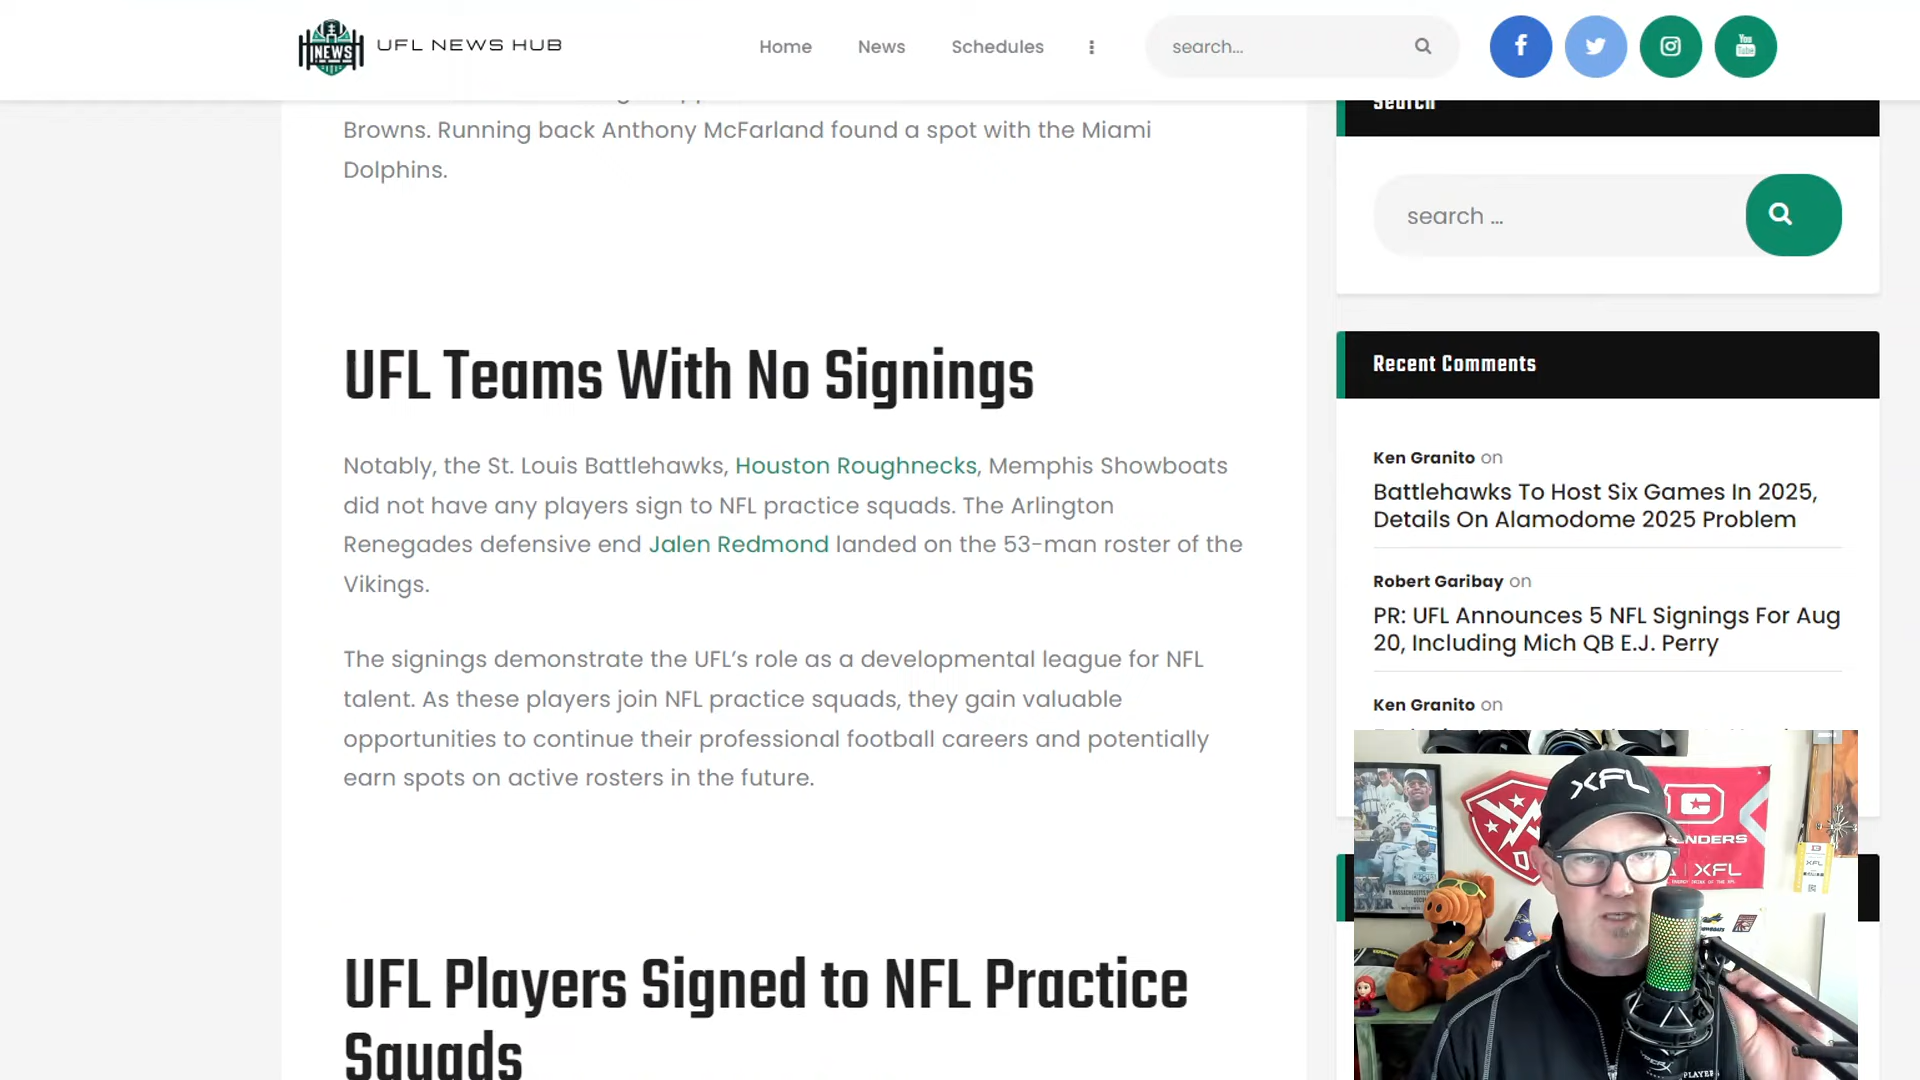 NEWS
UFL NEWS HUB
Home
News
Schedules
search...
You
Tube
Search
Browns. Running back Anthony McFarland found a spot with the Miami
Dolphins.
search ...
UFL Teams With No Signings
Recent Comments
Notably, the St. Louis Battlehawks, Houston Roughnecks, Memphis Showboats
did not have any players sign to NFL practice squads. The Arlington
Renegades defensive end Jalen Redmond landed on the 53-man roster of the
Vikings.
Ken Granito on
Battlehawks To Host Six Games In 2025,
Details On Alamodome 2025 Problem
Robert Garibay on
PR: UFL Announces 5 NFL Signings For Aug
20, Including Mich QB E.J. Perry
The signings demonstrate the UFL’s role as a developmental league for NFL
talent. As these players join NFL practice squads, they gain valuable
opportunities to continue their professional football careers and potentially
earn spots on active rosters in the future.
Ken Granito on
XFL
NDERS
XFL
UFL Players Signed to NFL Practice
Squads